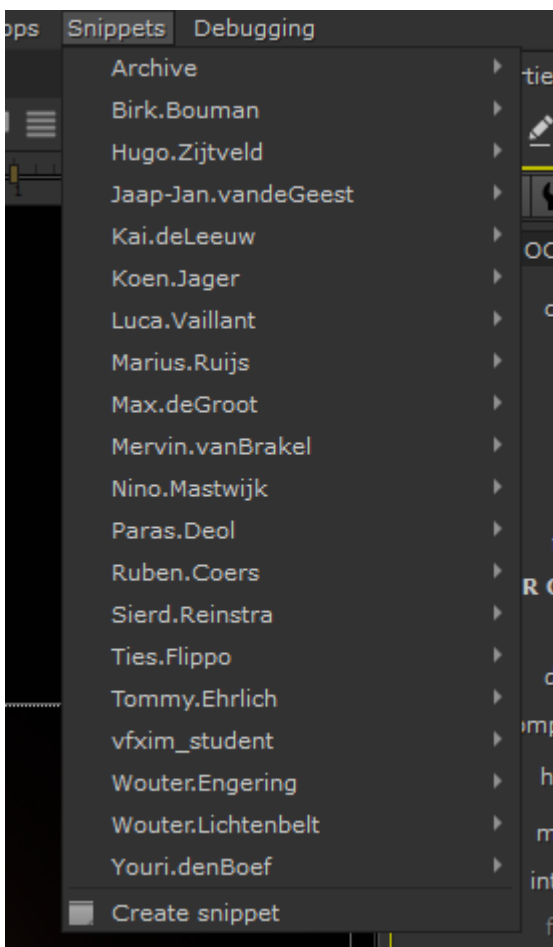 Snippets Debugging
Archive
Birk.Bouman
Hugo.Zijtveld
Jaap-Jan.vandeGeest
Kai.deLeeuw
Koen.Jager
Luca.Vaillant
Marius.Ruijs
Max.deGroot
Mervin.vanBrakel
Nino.Mastwijk
Paras.Deol
Ruben.Coers
Sierd.Reinstra
Ties.Flippo
Tommy.Ehrlich
vfxim_student
Wouter.Engering
Wouter.Lichtenbelt
Youri.denBoef
Create snippet